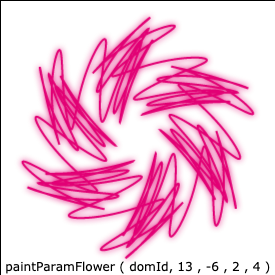 paintParamFlower ( domId, 13 , -6 , 2 , 4 )